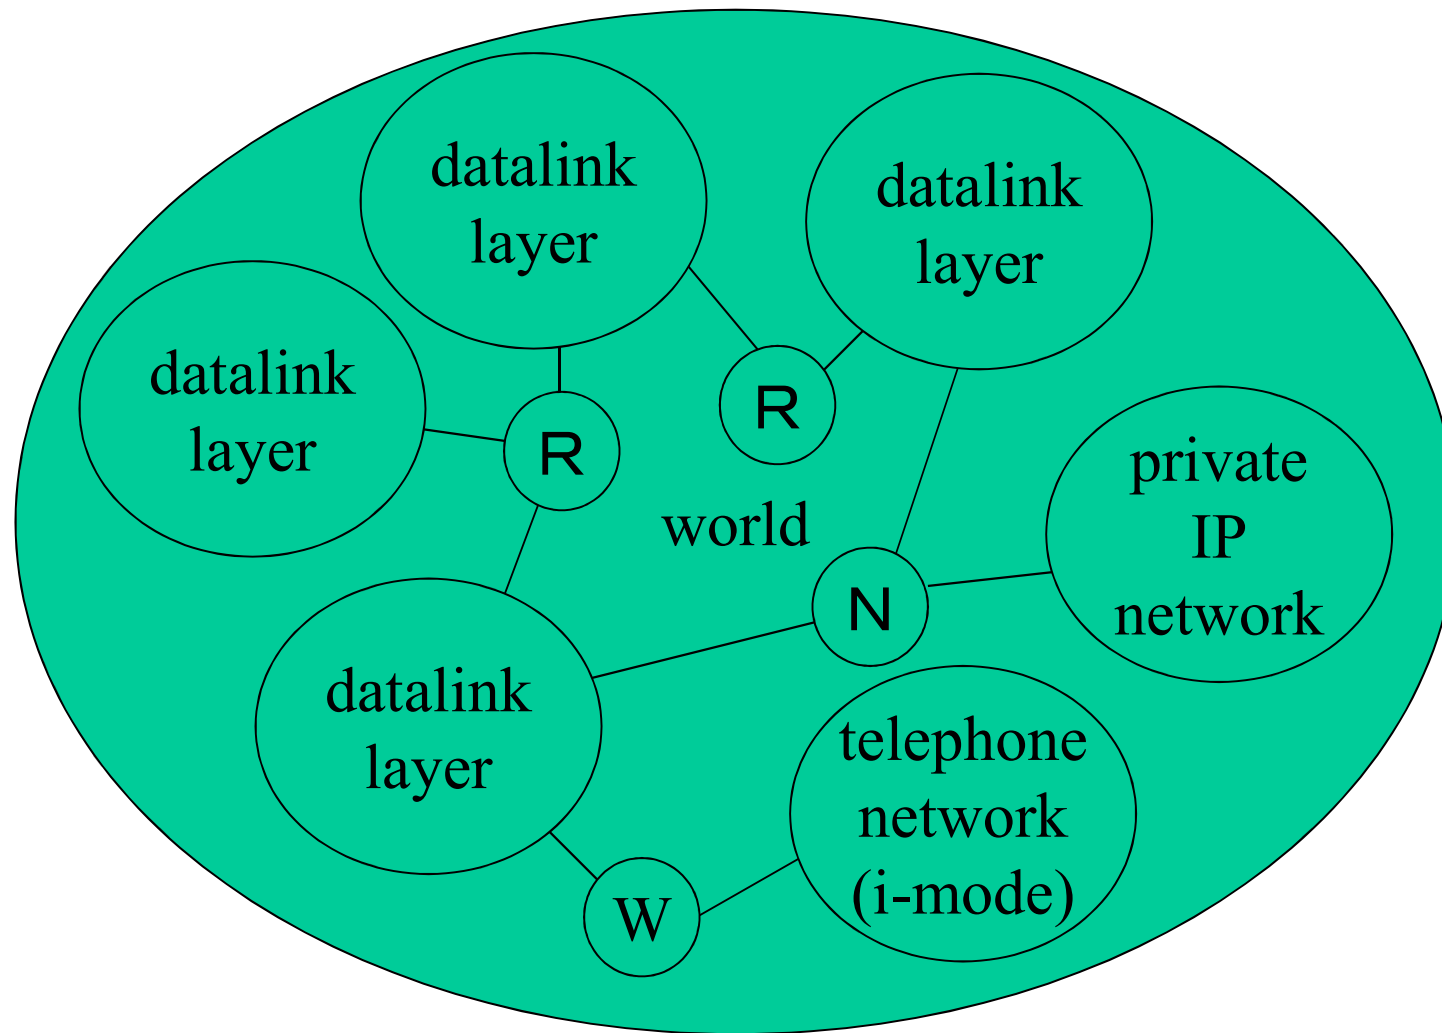 datalink
layer
datalink
layer
datalink
layer
R
R
private
IP
network
world
N
datalink
layer
telephone
network
(i-mode)
W